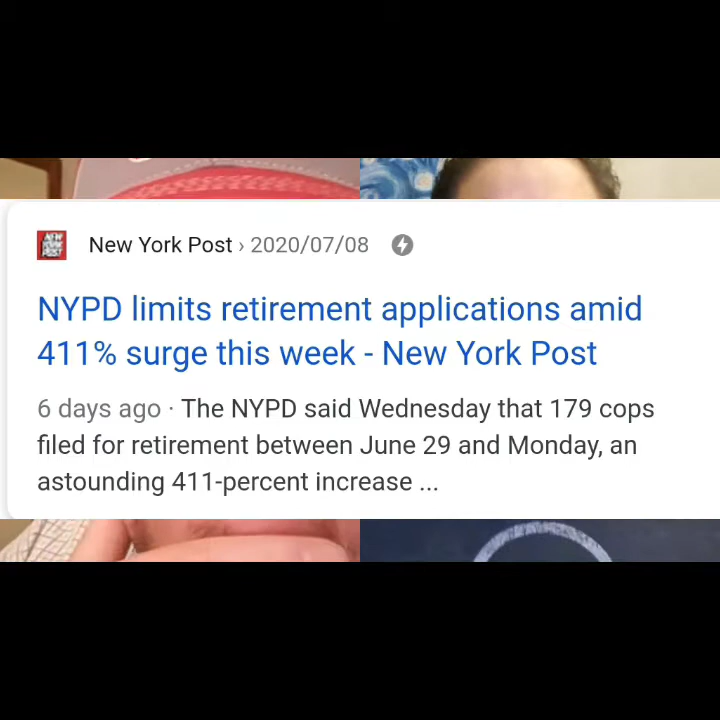 New York Post › 2020/07/08
NYPD limits retirement applications amid
411% surge this week - New York Post
6 days ago · The NYPD said Wednesday that 179 cops
filed for retirement between June 29 and Monday, an
astounding 411-percent increase ...